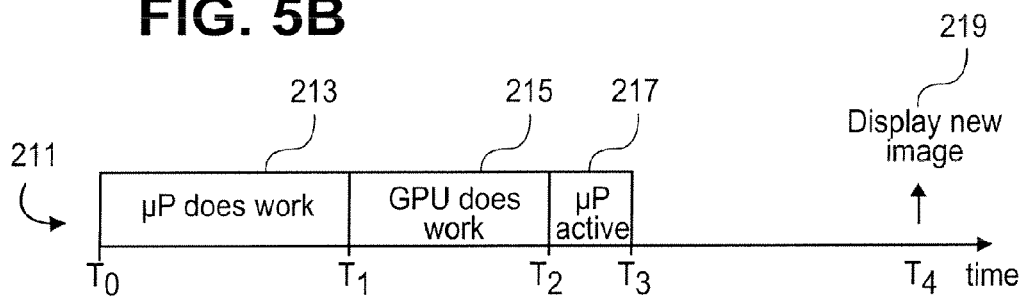 FIG. 5B
219
213
215
217
Display new
image
211
µP does work
GPU does
work
µP
active
T0
T1
T2
T3
T4
time